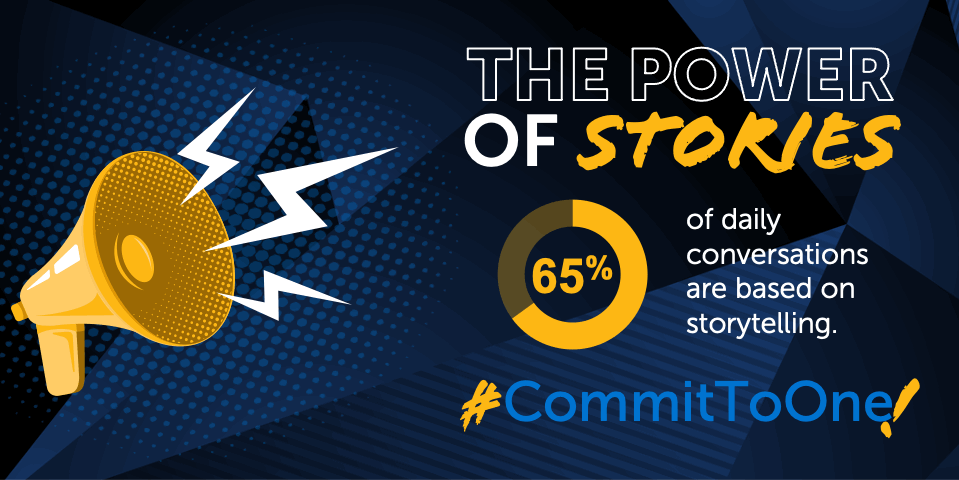 THE POWER
OF STORIES
65%
of daily
conversations
are based on
storytelling.
#CommitToOne!